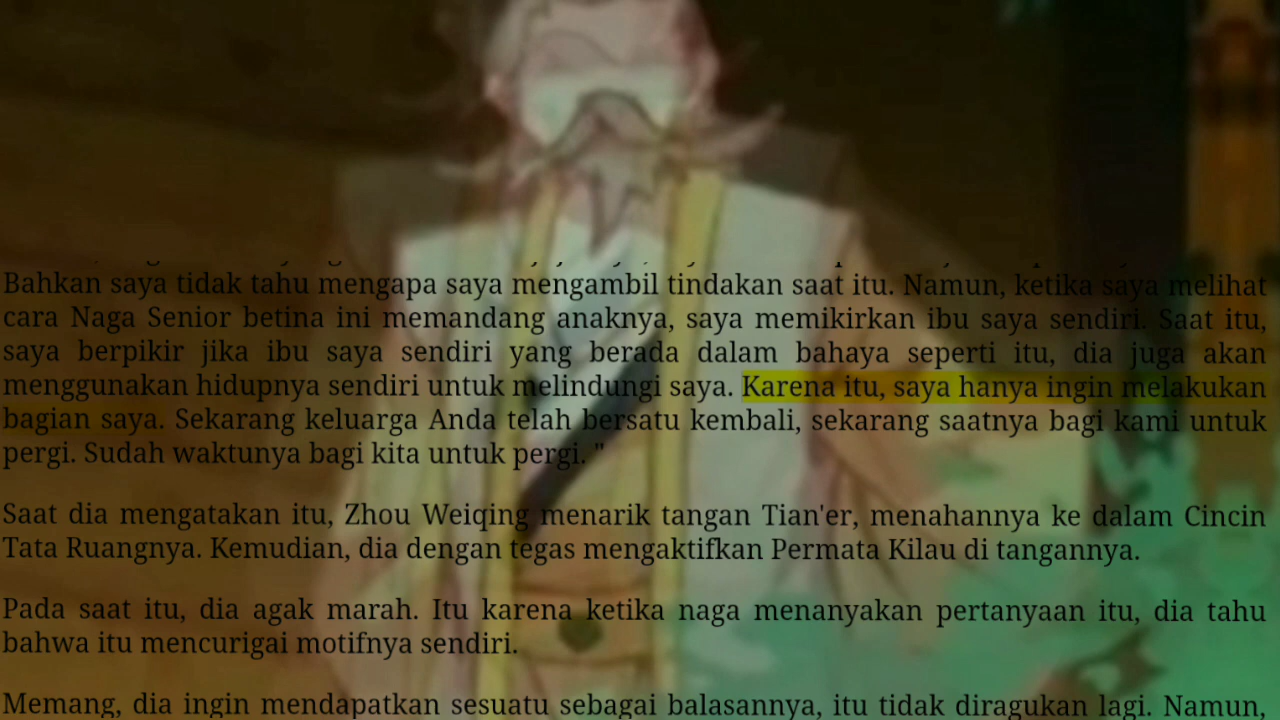 Bahkan saya tidak tahu mengapa saya mengambil tindakan saat itu. Namun, ketika saya melihat
cara Naga Senior betina ini memandang anaknya, saya memikirkan ibu saya sendiri. Saat itu,
saya berpikir jika ibu saya sendiri yang berada dalam bahaya seperti itu, dia juga akan
menggunakan hidupnya sendiri untuk melindungi saya. Karena itu, saya hanya ingin melakukan
bagian saya. Sekarang keluarga Anda telah bersatu kembali, sekarang saatnya bagi kami untuk
pergi. Sudah waktunya bagi kita untuk pergi. "
Saat dia mengatakan itu, Zhou Weiqing menarik tangan Tian'er, menahannya ke dalam Cincin
Tata Ruangnya. Kemudian, dia dengan tegas mengaktifkan Permata Kilau di tangannya.
Pada saat itu, dia agak marah. Itu karena ketika naga menanyakan pertanyaan itu, dia tahu
bahwa itu mencurigai motifnya sendiri.
Memang, dia ingin mendapatkan sesuatu sebagai balasannya, itu tidak diragukan lagi. Namun,